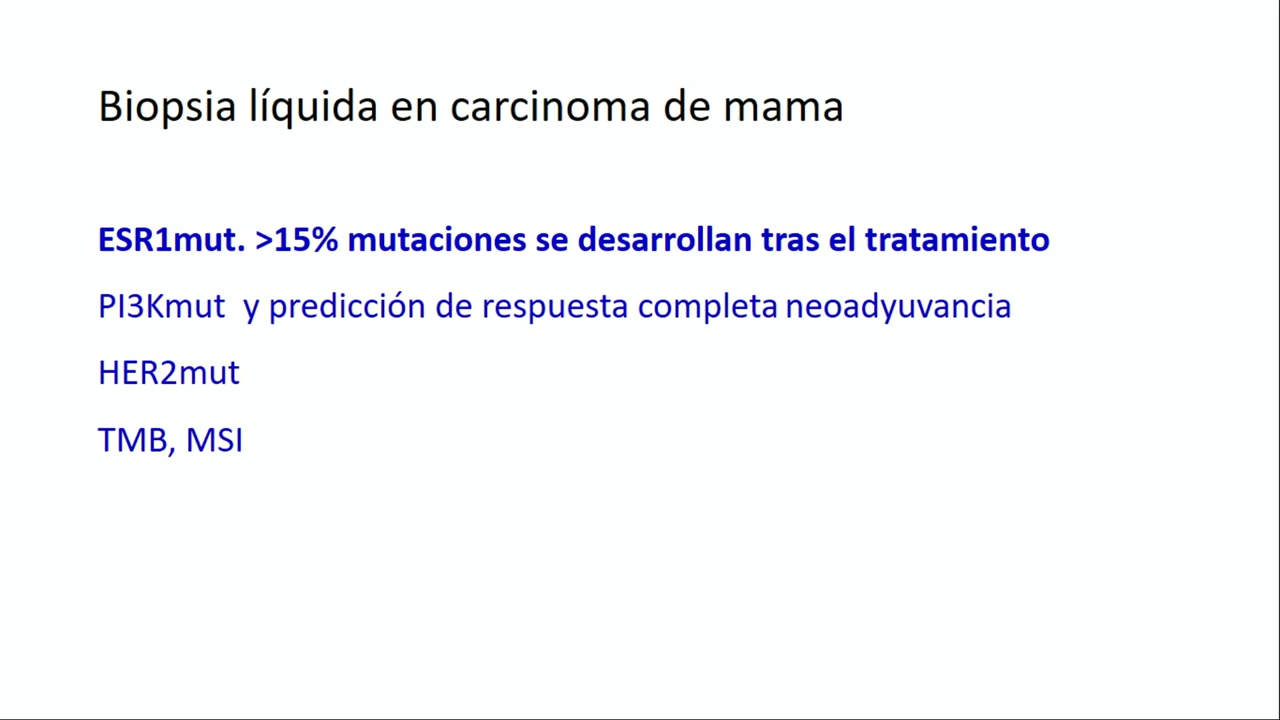 Biopsia líquida en carcinoma de mama
ESR1mut. >15% mutaciones se desarrollan tras el tratamiento
PI3Kmut y predicción de respuesta completa neoadyuvancia
HER2mut
TMB, MSI